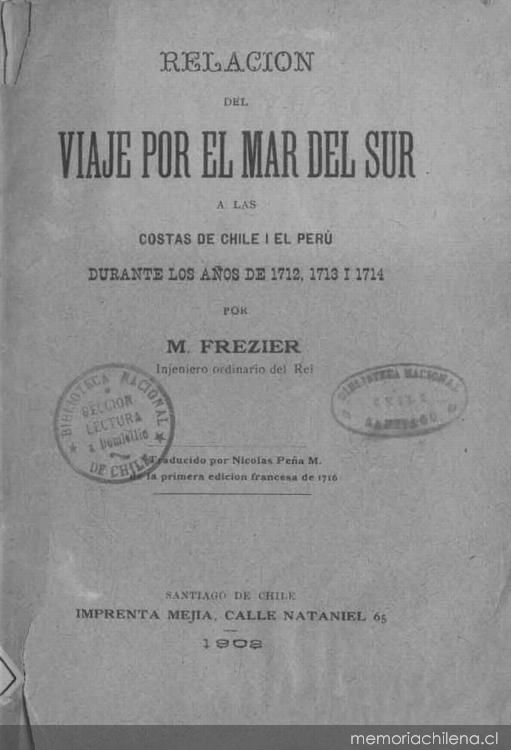 RELACION
DEL
VIAJE POR EL MAR DEL SUR
A LAS
COSTAS DE CHILE I EL PERÚ
DURANTE LOS AÑOS DE 1712, 1713 I 1714
POR
M. FREZIER
Injeniero ordinario del Rei
BIBLIOTECA NACIONAL
SECCION
LECTURA
a Domicilio
DE CHILE
BIBLIOTECA NACIONAL
CHILE
SANTIAGO
Traducido por Nicolas Peña M.
de la primera edicion francesa de 1716
SANTIAGO DE CHILE
IMPRENTA MEJIA, CALLE NATANIEL 65
1902
memoriachilena.cl